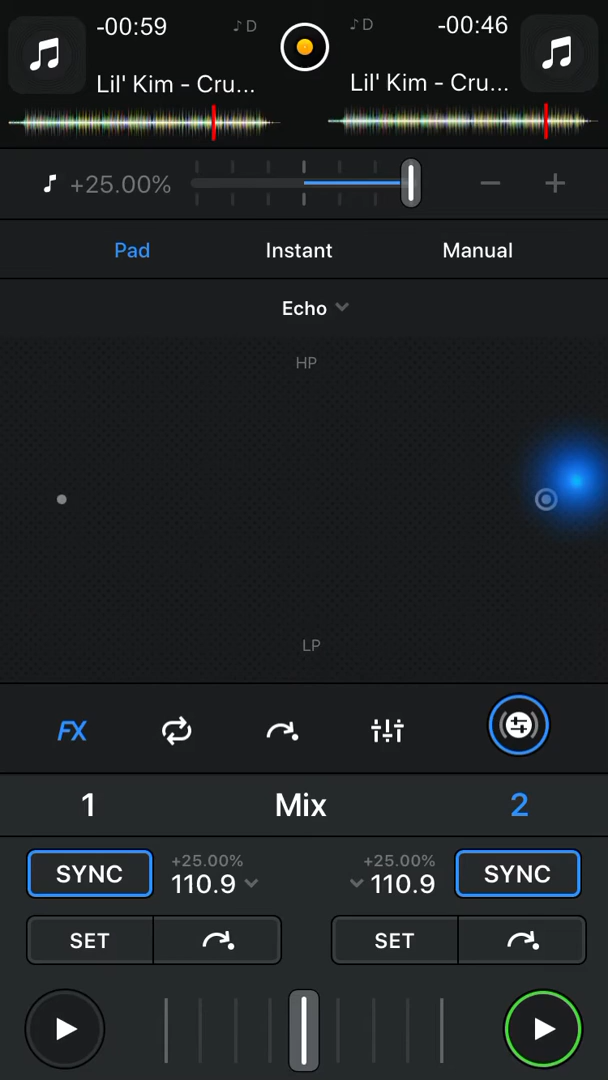 -00:59
♪ D
♪ D
-00:46
Lil' Kim - Cru...
Lil' Kim - Cru...
+25.00%
Pad
Instant
Manual
Echo
HP
LP
FX
1
Mix
2
SYNC
+25.00%
110.9
+25.00%
110.9
SYNC
SET
SET